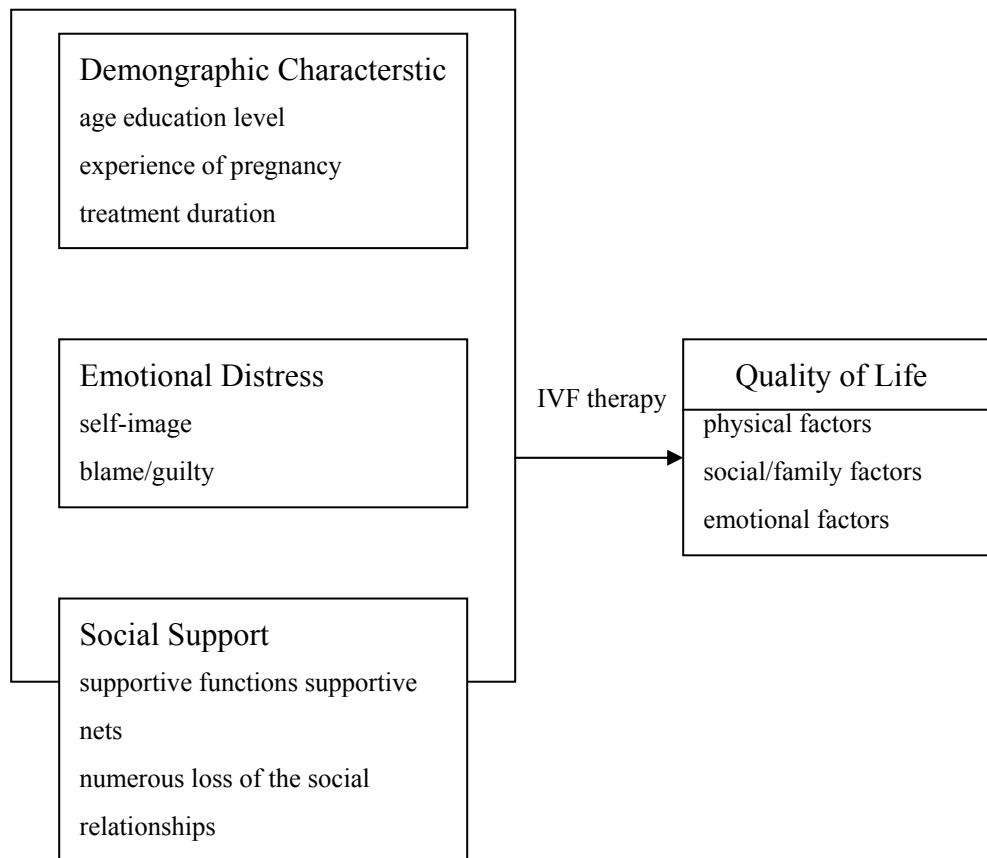 Demongraphic Characterstic
age education level
experience of pregnancy
treatment duration
Emotional Distress
self-image
blame/guilty
Social Support
supportive functions supportive
nets
numerous loss of the social
relationships
IVF therapy
Quality of Life
physical factors
social/family factors
emotional factors